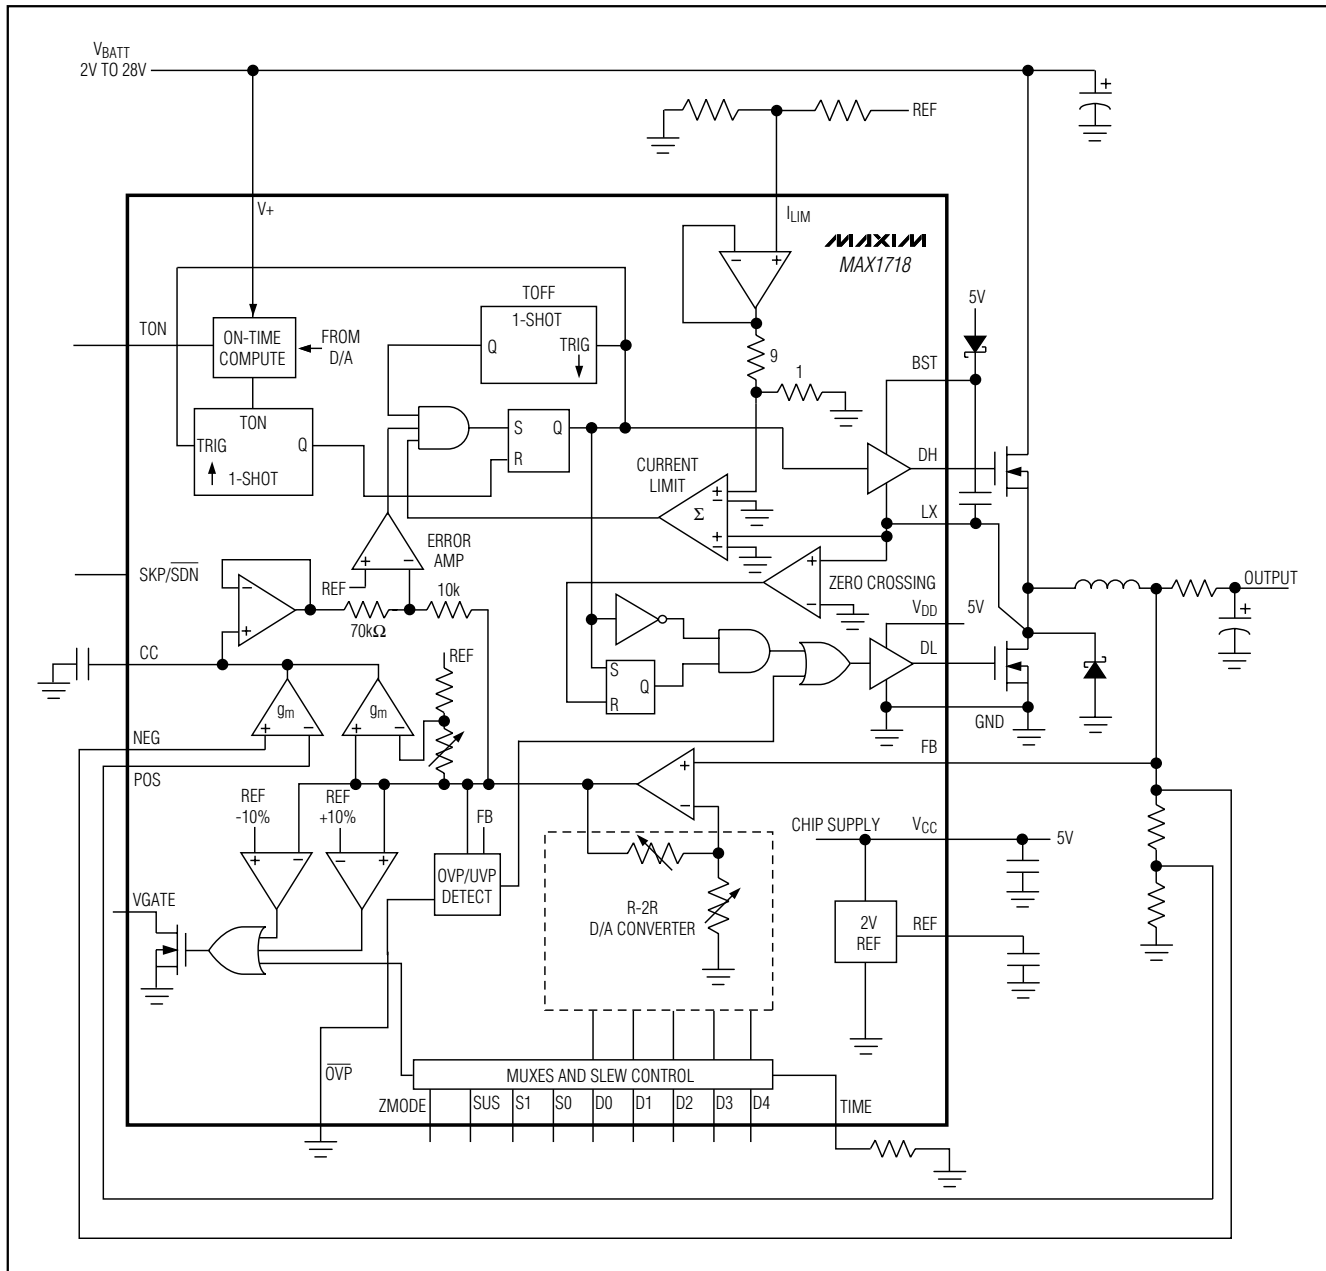 VBATT
2V TO 28V
REF
V+
ILIM
MAXIM
MAX1718
5V
TOFF
1-SHOT
Q
TRIG
TON
ON-TIME
COMPUTE
FROM
D/A
9
1
BST
TON
TRIG
Q
1-SHOT
S
Q
R
DH
CURRENT
LIMIT
+
−
Σ
+
−
LX
ERROR
AMP
+
−
REF
SKP/SDN
−
+
70kΩ
10k
+
ZERO CROSSING
−
VDD
5V
OUTPUT
+
CC
REF
DL
S
Q
R
gm
+
−
gm
+
−
GND
NEG
FB
POS
+
−
REF
-10%
REF
+10%
FB
CHIP SUPPLY
VCC
5V
+
−
−
+
OVP/UVP
DETECT
VGATE
R-2R
D/A CONVERTER
2V
REF
REF
OVP
MUXES AND SLEW CONTROL
ZMODE
SUS
S1
S0
D0
D1
D2
D3
D4
TIME